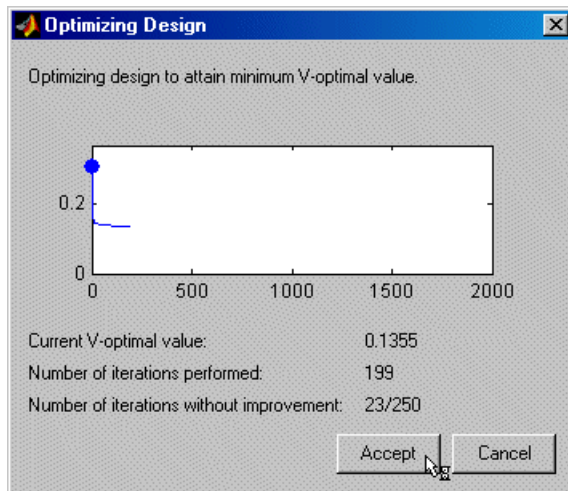 Optimizing Design
Optimizing design to attain minimum V-optimal value.
0.2
0
0 500 1000 1500 2000
Current V-optimal value: 0.1355
Number of iterations performed: 199
Number of iterations without improvement: 23/250
Accept Cancel